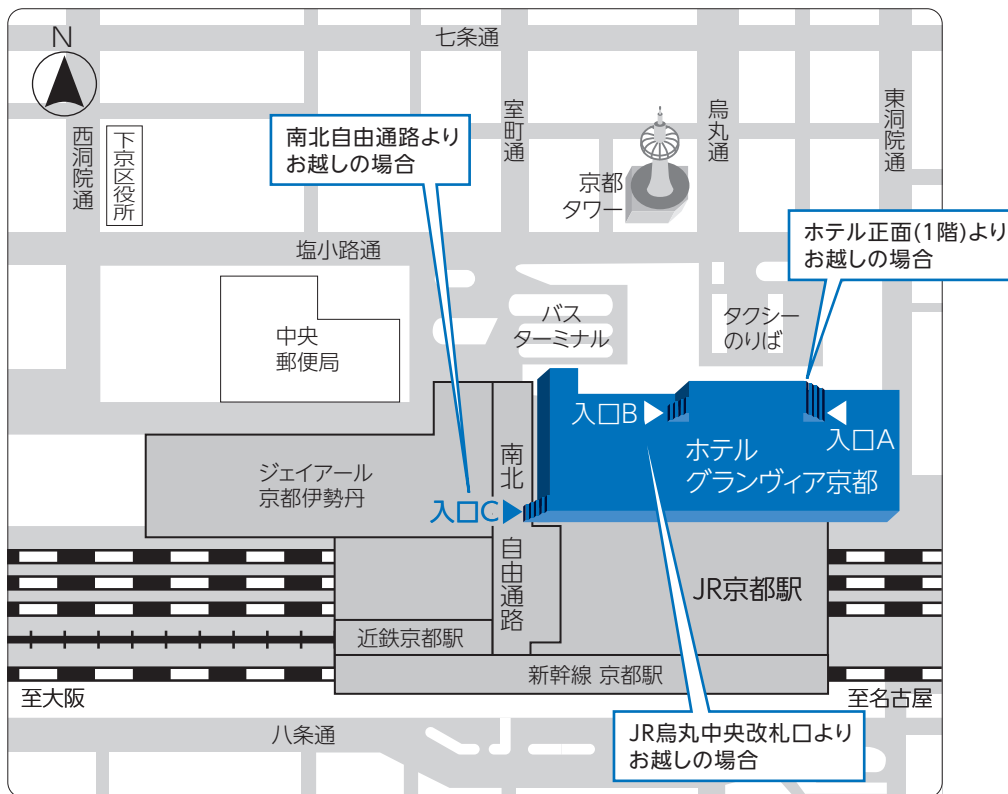 N
七条通
西洞院通
下京区役所
室町通
烏丸通
東洞院通
南北自由通路より
お越しの場合
京都
タワー
ホテル正面(1階)より
お越しの場合
塩小路通
中央
郵便局
バス
ターミナル
タクシー
のりば
入口B
入口A
ホテル
グランヴィア京都
ジェイアール
京都伊勢丹
南北
自由通路
入口C
JR京都駅
近鉄京都駅
新幹線 京都駅
至大阪
至名古屋
八条通
JR烏丸中央改札口より
お越しの場合